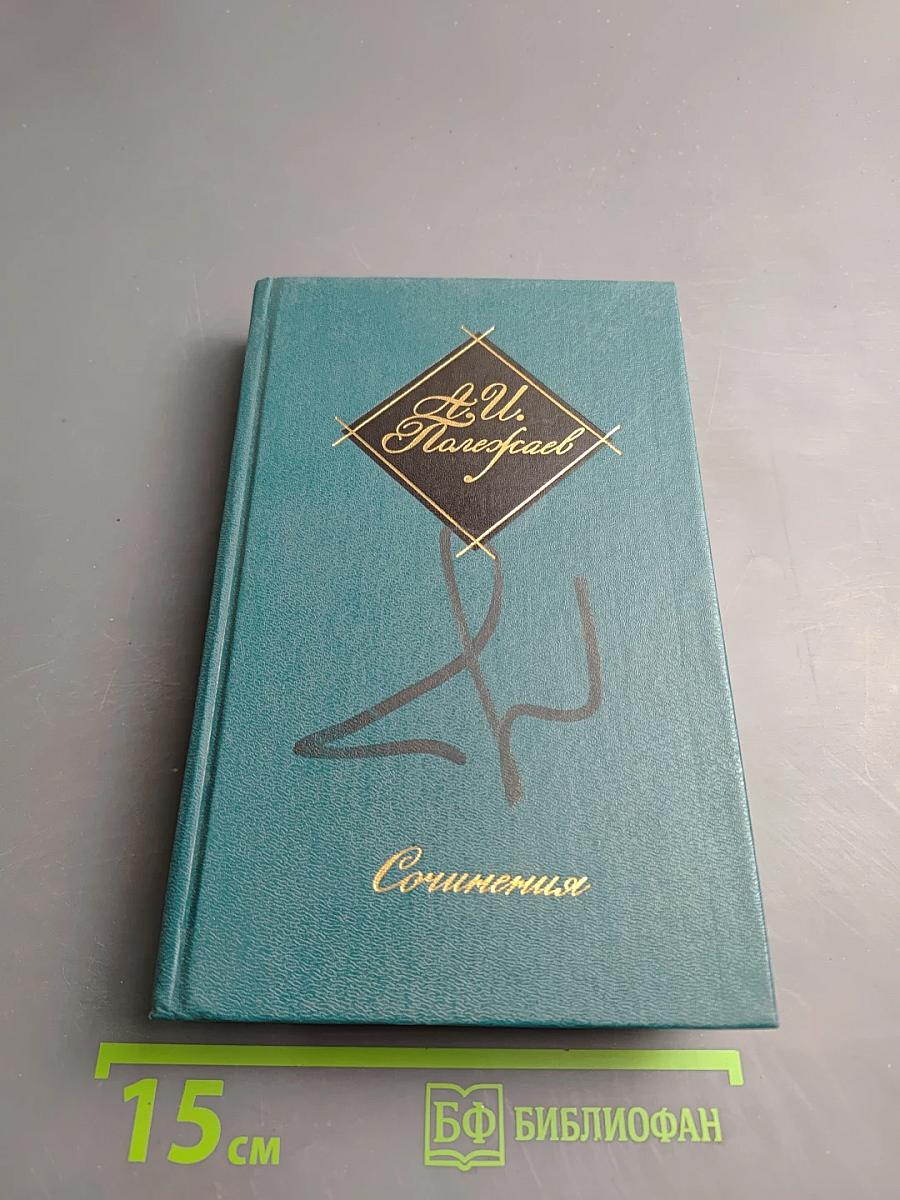 А.И.
Полежаев
Сочинения
15 см
БФ БИБЛИОФАН